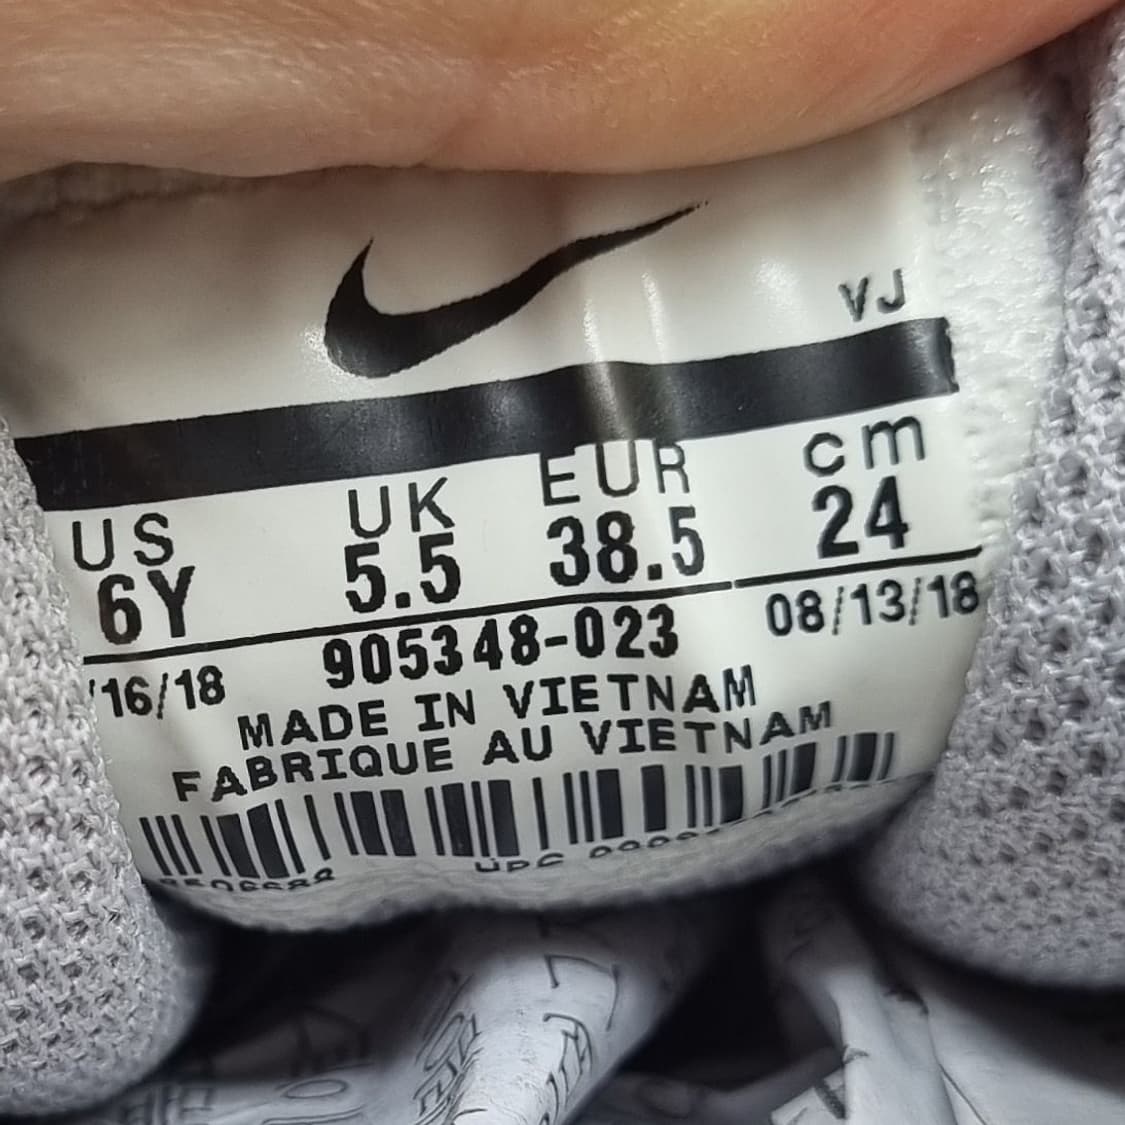 VJ
US UK EUR cm
6Y 5.5 38.5 24
/16/18 905348-023 08/13/18
MADE IN VIETNAM
FABRIQUE AU VIETNAM
UPC